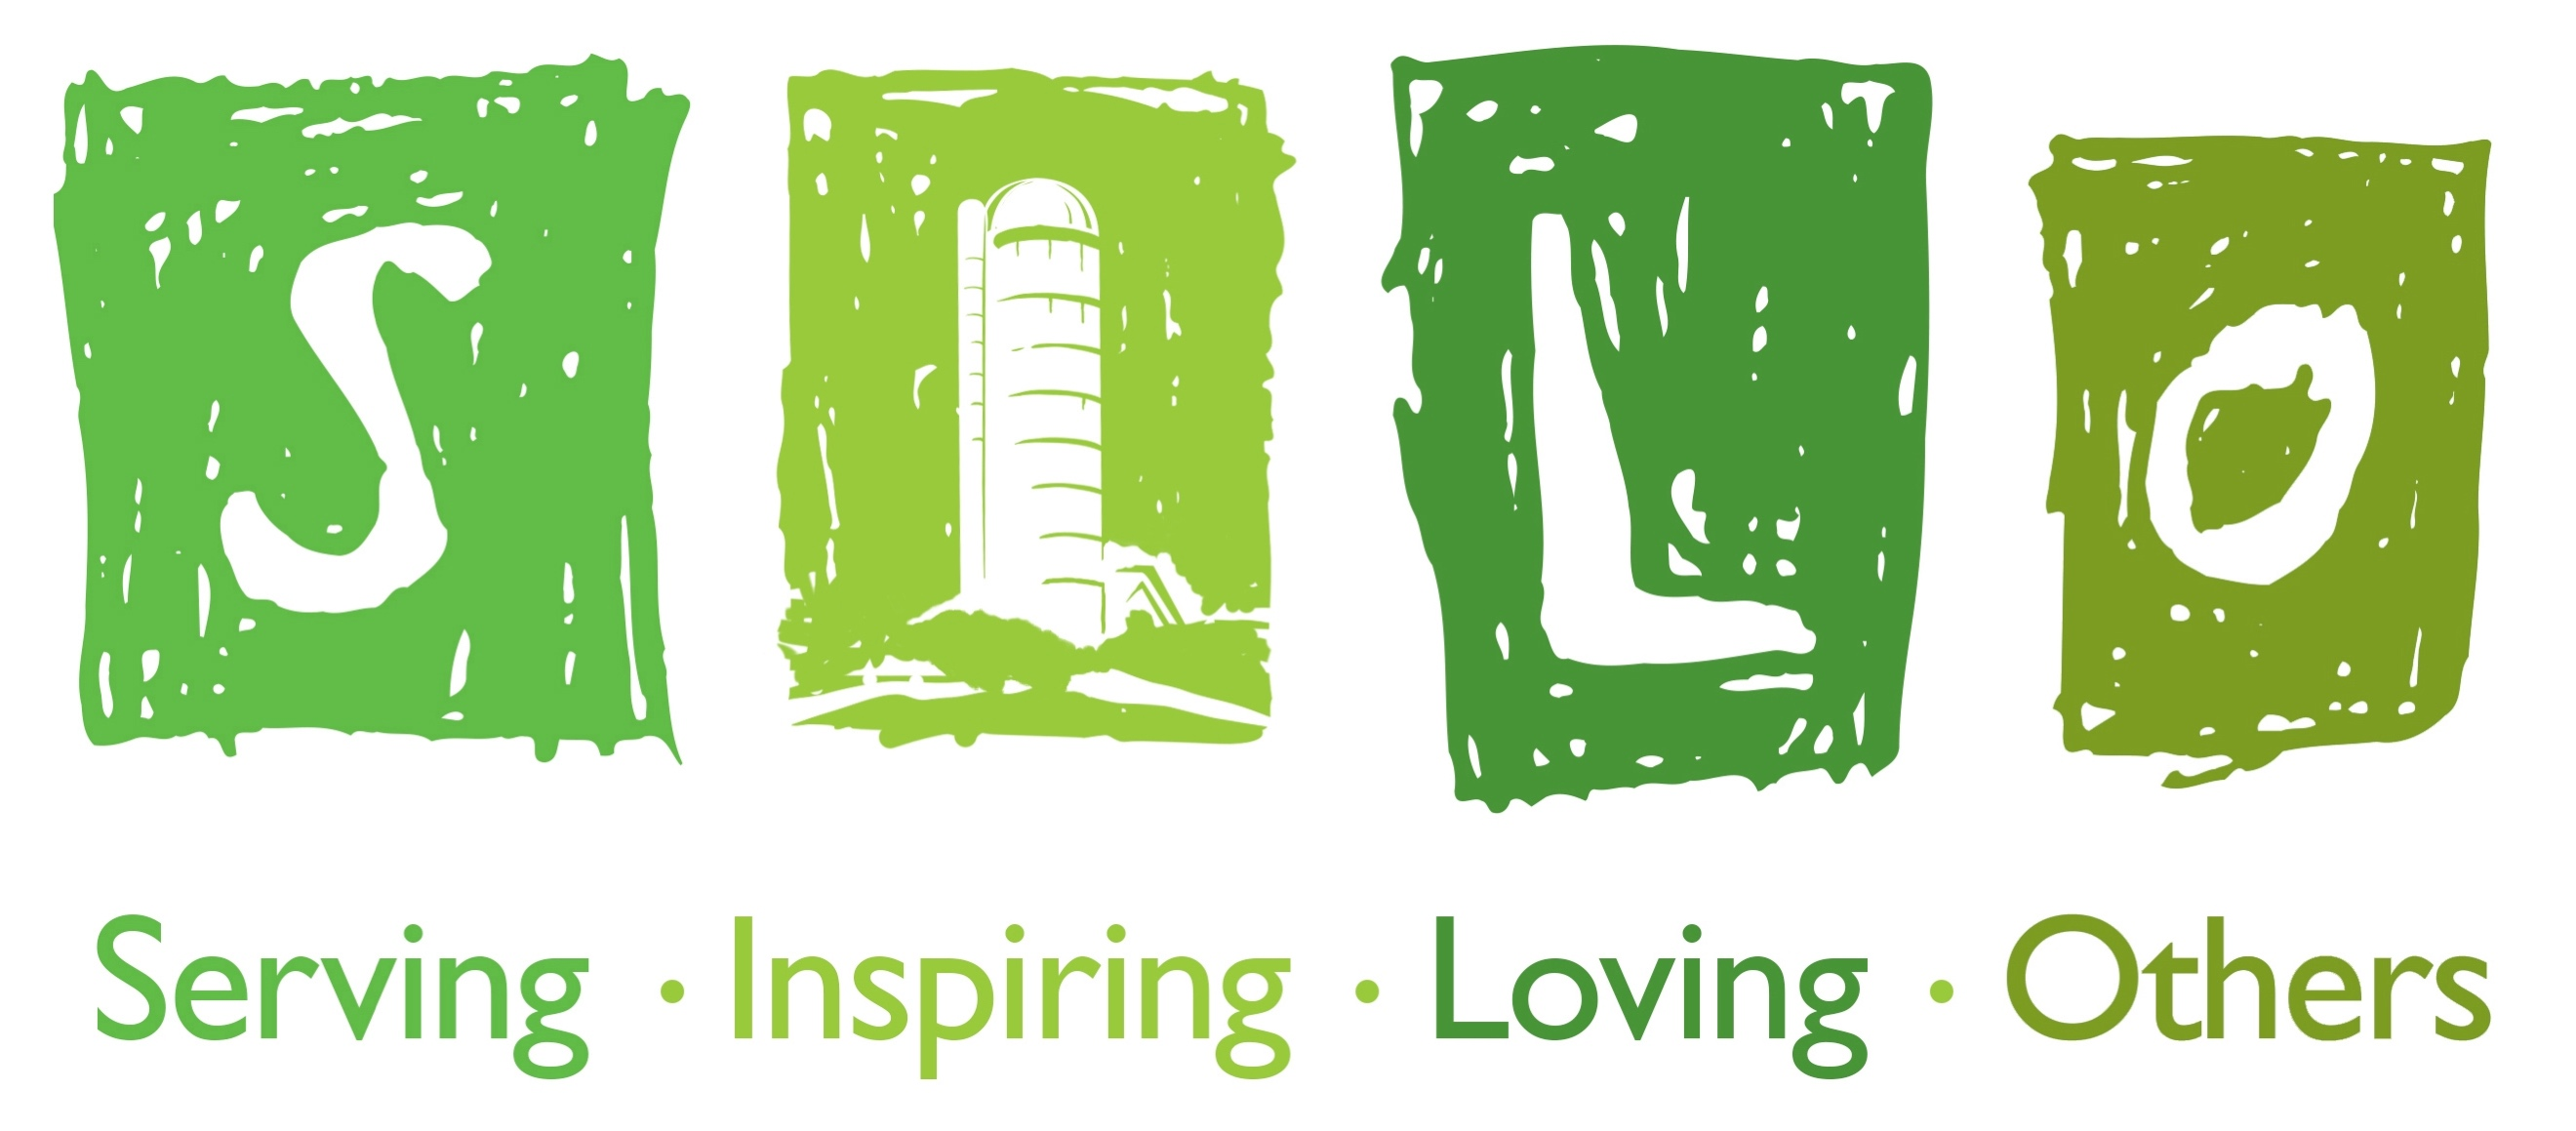 S I L O
Serving • Inspiring • Loving • Others